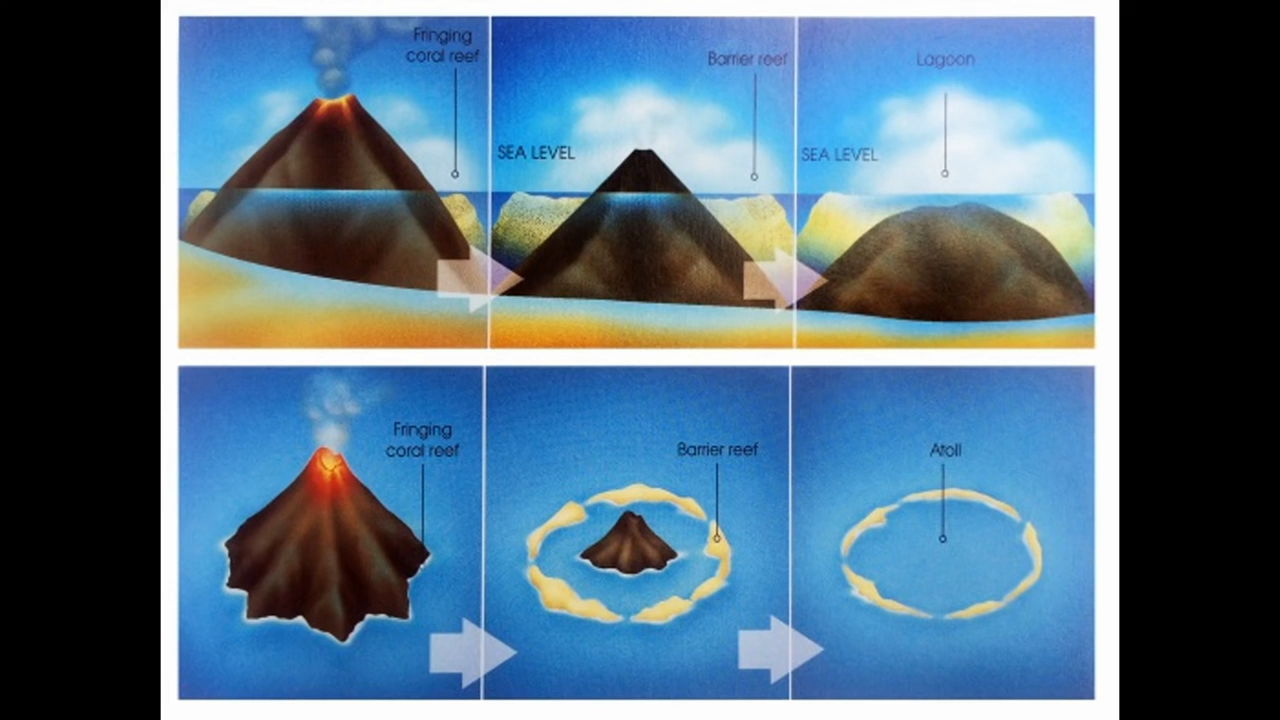 Fringing
coral reef
Barrier reef
Lagoon
SEA LEVEL
SEA LEVEL
Fringing
coral reef
Barrier reef
Atoll